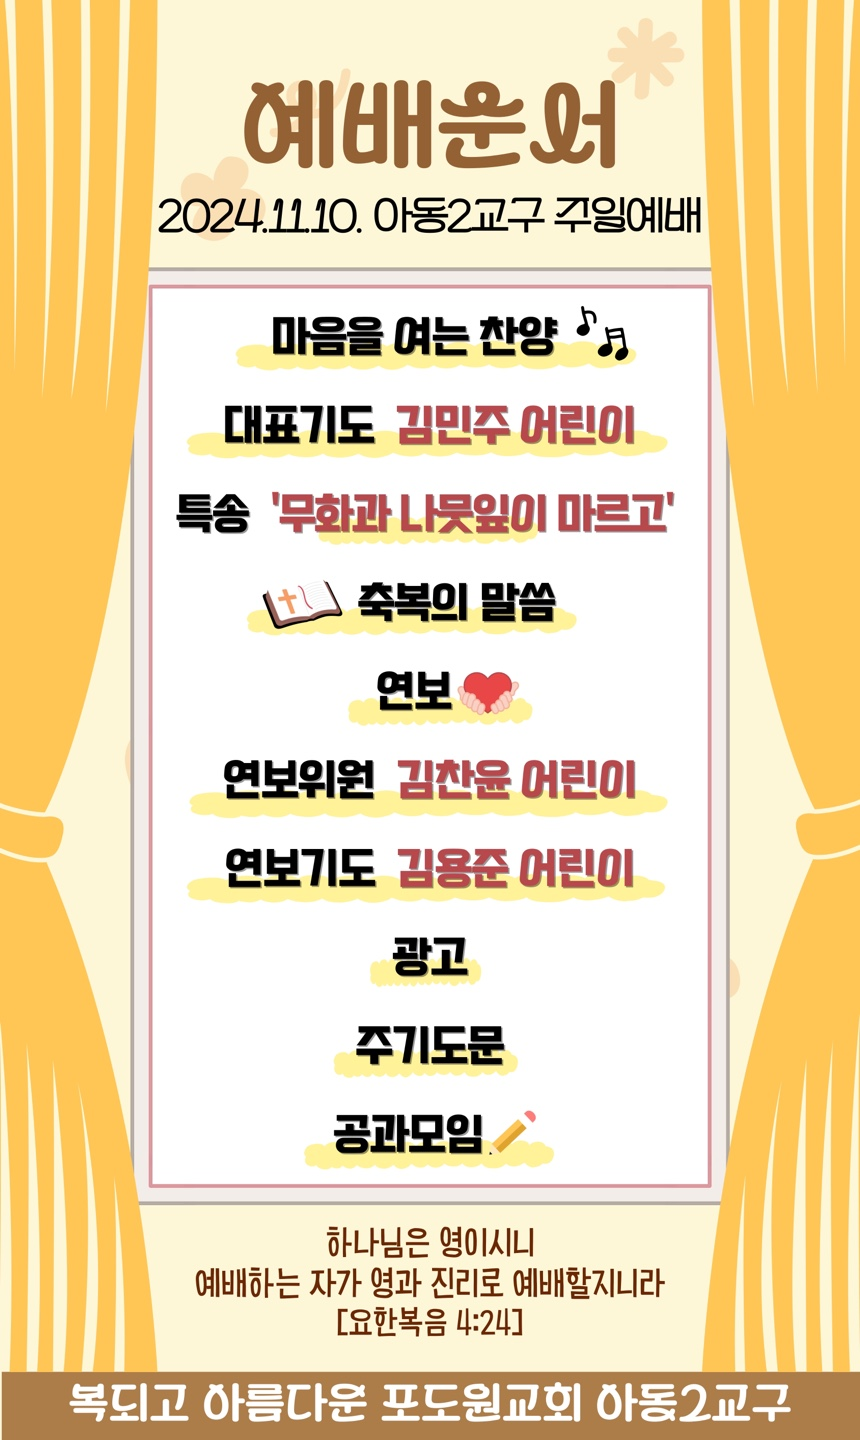 예배순서
2024.11.10. 아동2교구 주일예배
마음을 여는 찬양
대표기도 김민주 어린이
특송 '무화과 나뭇잎이 마르고'
축복의 말씀
연보
연보위원 김찬윤 어린이
연보기도 김용준 어린이
광고
주기도문
공과모임
하나님은 영이시니
예배하는 자가 영과 진리로 예배할지니라
[요한복음 4:24]
복되고 아름다운 포도원교회 아동2교구